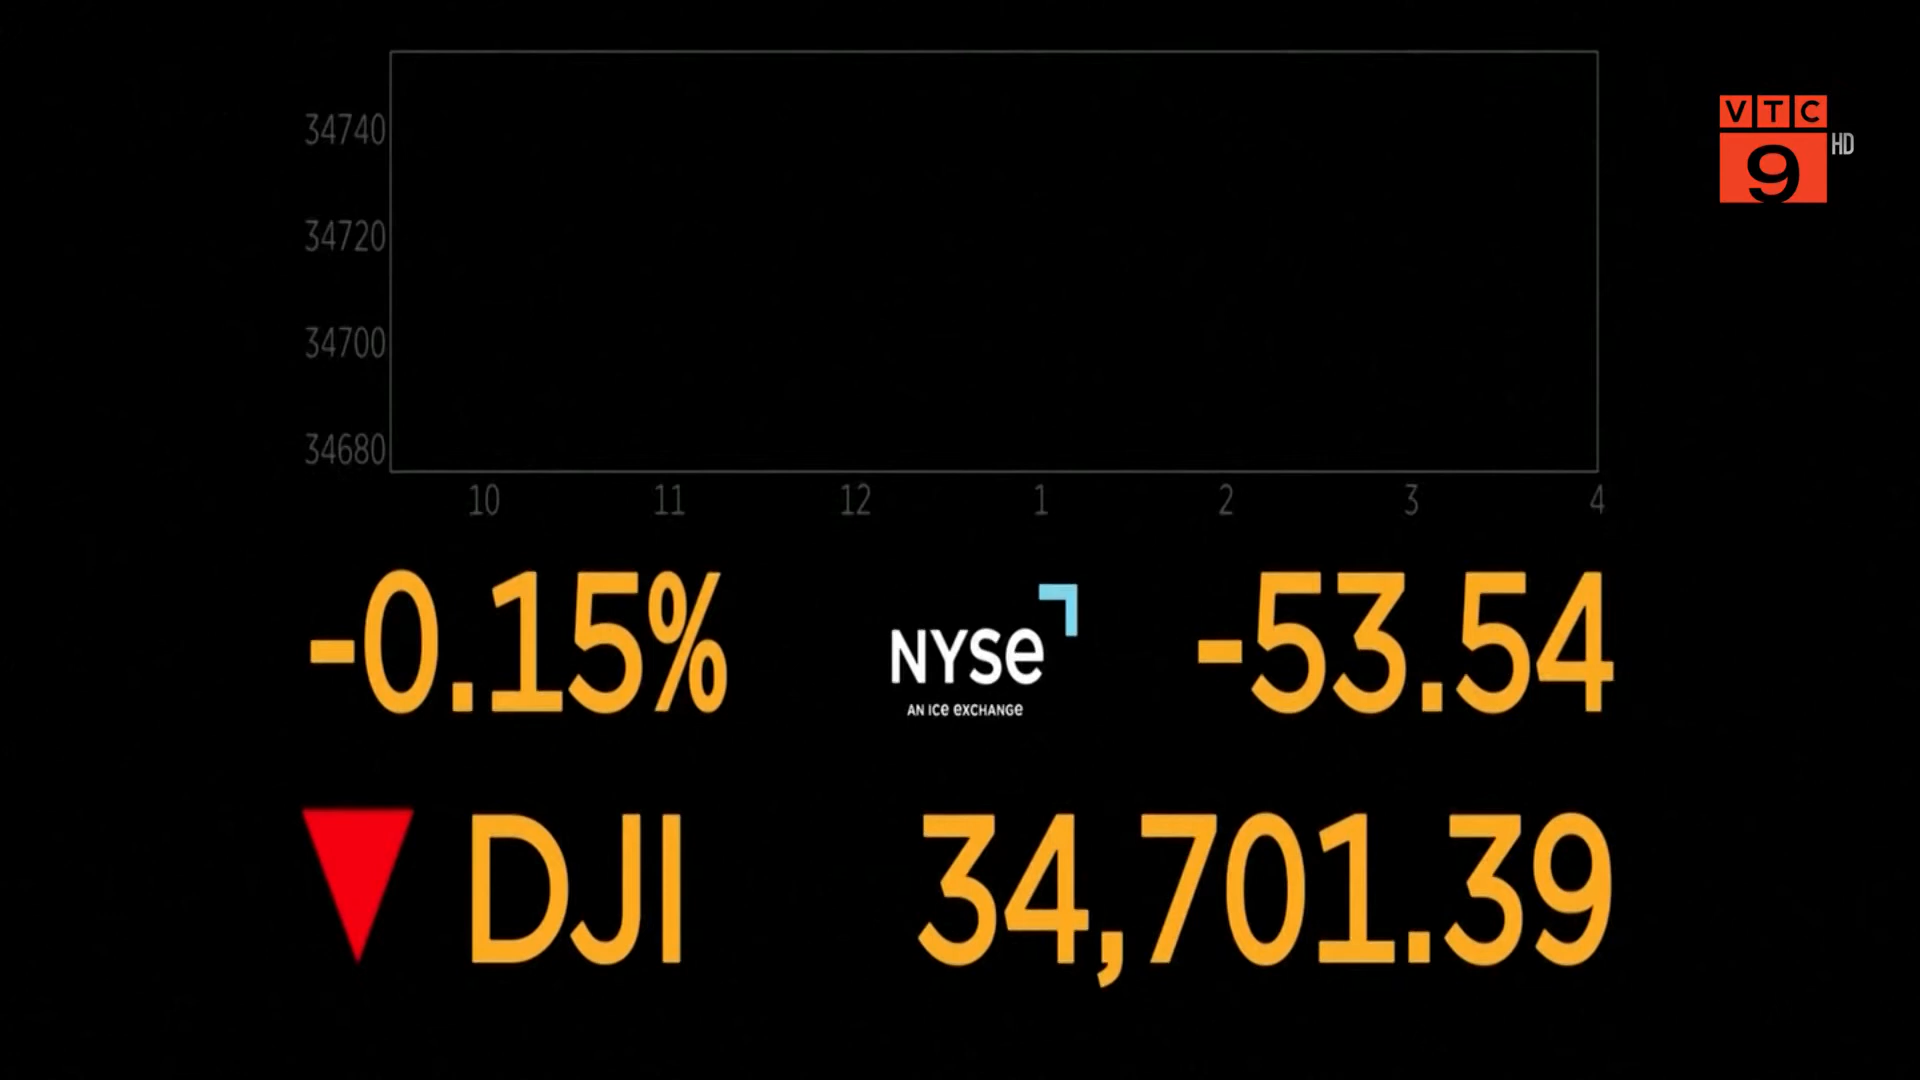 34740
34720
34700
34680
10 11 12 1 2 3 4
VTC
9 HD
-0.15% NYSE -53.54
AN ICE EXCHANGE
DJI 34,701.39